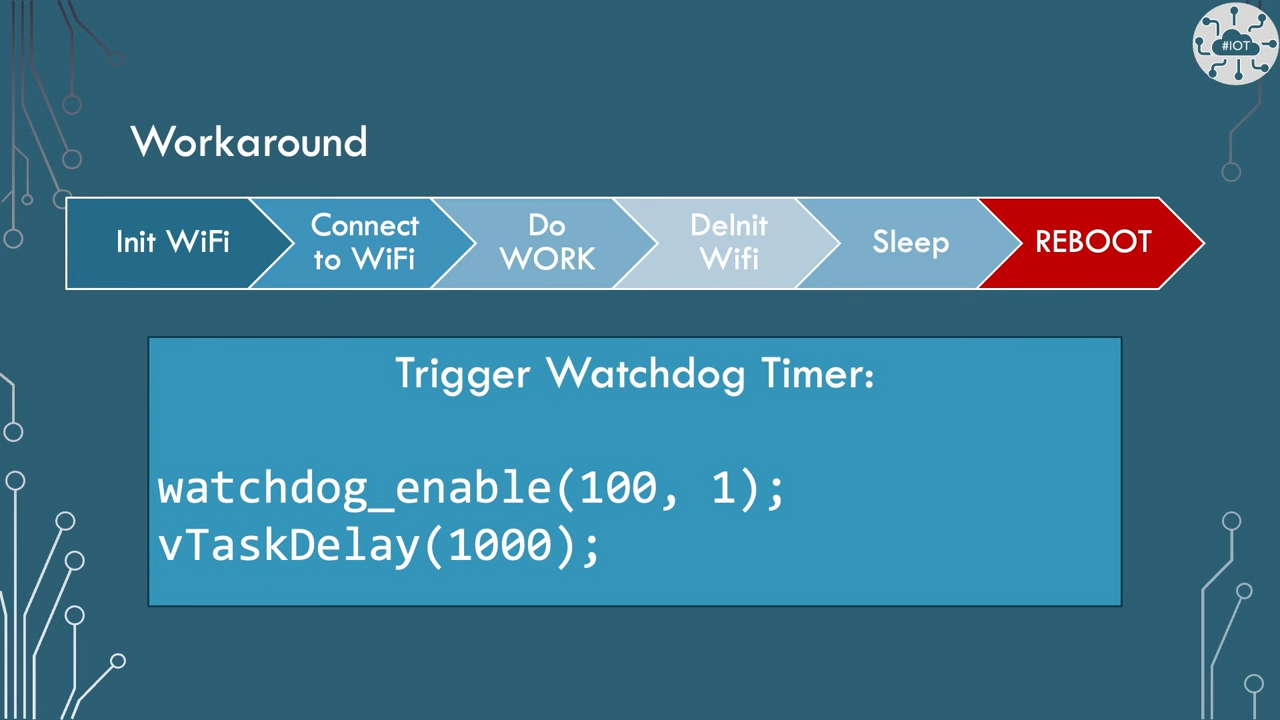 #IOT
Workaround
Init WiFi
Connect
to WiFi
Do
WORK
DeInit
Wifi
Sleep
REBOOT
Trigger Watchdog Timer:
watchdog_enable(100, 1);
vTaskDelay(1000);